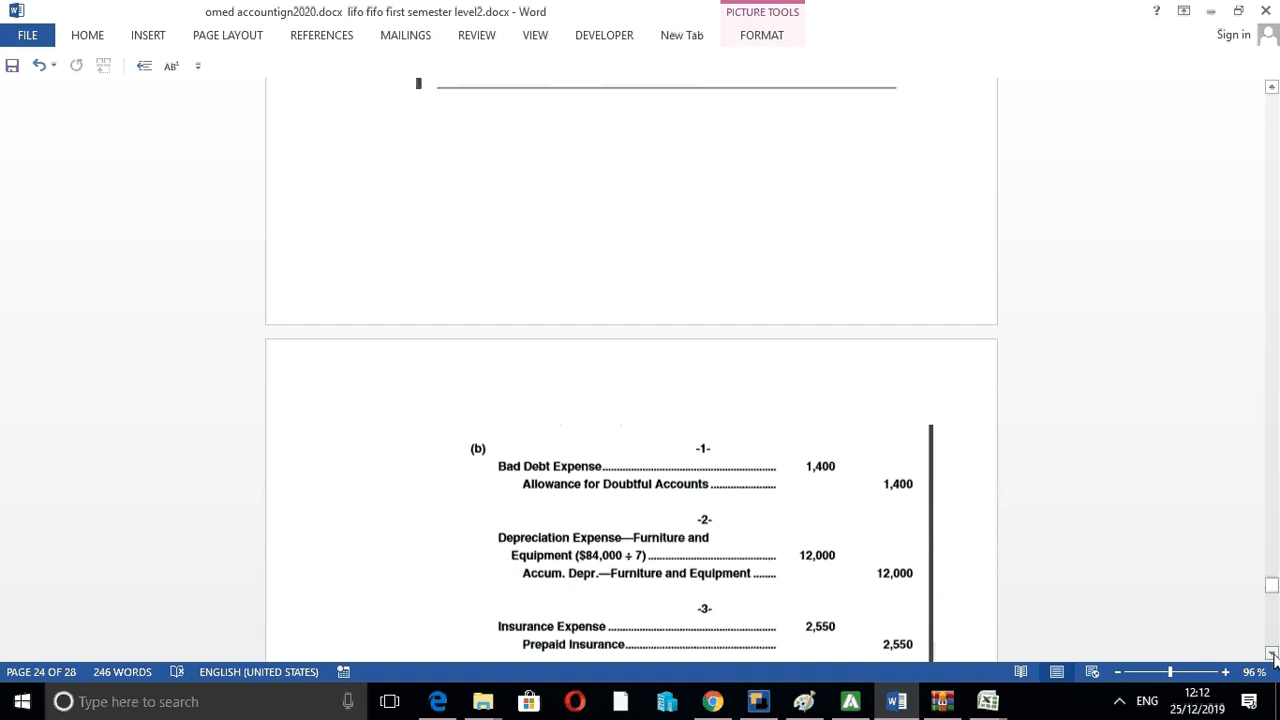 omed accountign2020.docx lifo fifo first semester level2.docx - Word
PICTURE TOOLS
?
FILE HOME INSERT PAGE LAYOUT REFERENCES MAILINGS REVIEW VIEW DEVELOPER New Tab FORMAT Sign in
AB¹
(b) -1-
Bad Debt Expense 1,400
Allowance for Doubtful Accounts 1,400
-2-
Depreciation Expense—Furniture and
Equipment ($84,000 ÷ 7) 12,000
Accum. Depr.—Furniture and Equipment 12,000
-3-
Insurance Expense 2,550
Prepaid Insurance 2,550
PAGE 24 OF 28 246 WORDS ENGLISH (UNITED STATES) 96%
Type here to search
ENG
12:12
25/12/2019